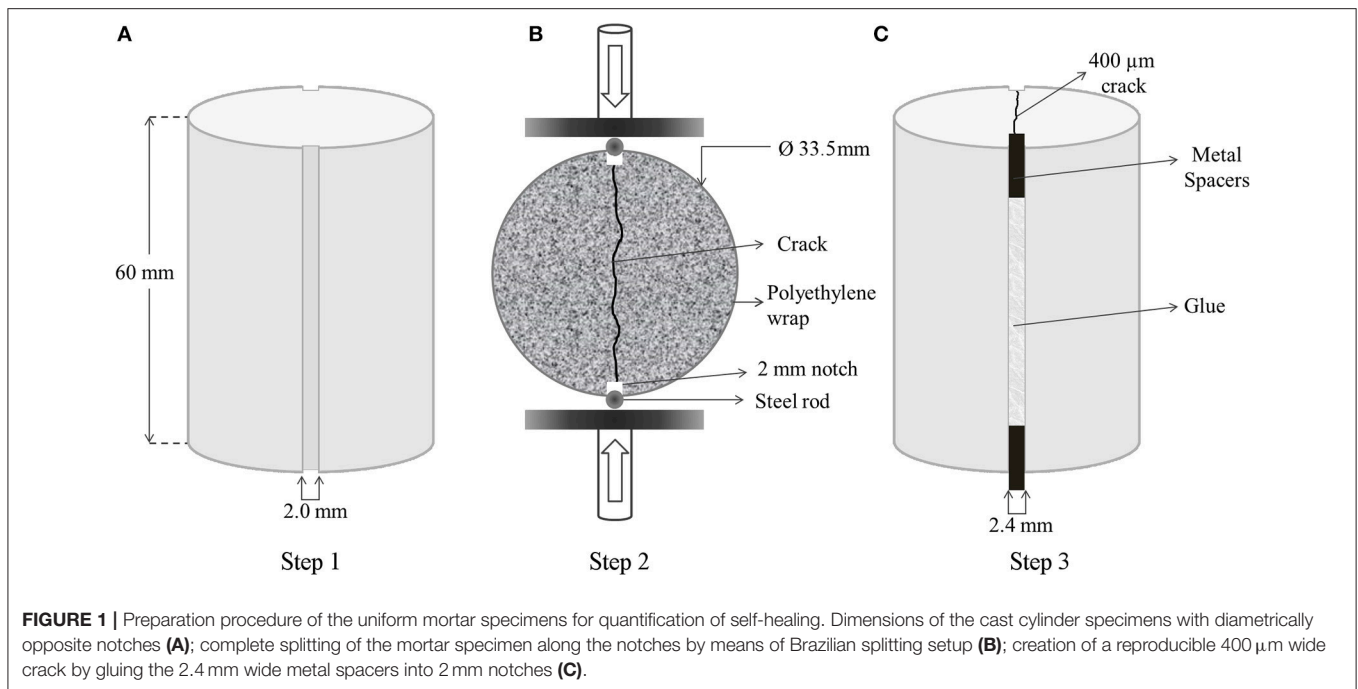 A
B
C
400 µm
crack
Ø 33.5mm
Metal
Spacers
Crack
60 mm
Polyethylene
wrap
Glue
2 mm notch
Steel rod
2.0 mm
2.4 mm
Step 1
Step 2
Step 3
FIGURE 1 | Preparation procedure of the uniform mortar specimens for quantification of self-healing. Dimensions of the cast cylinder specimens with diametrically
opposite notches (A); complete splitting of the mortar specimen along the notches by means of Brazilian splitting setup (B); creation of a reproducible 400 µm wide
crack by gluing the 2.4 mm wide metal spacers into 2 mm notches (C).